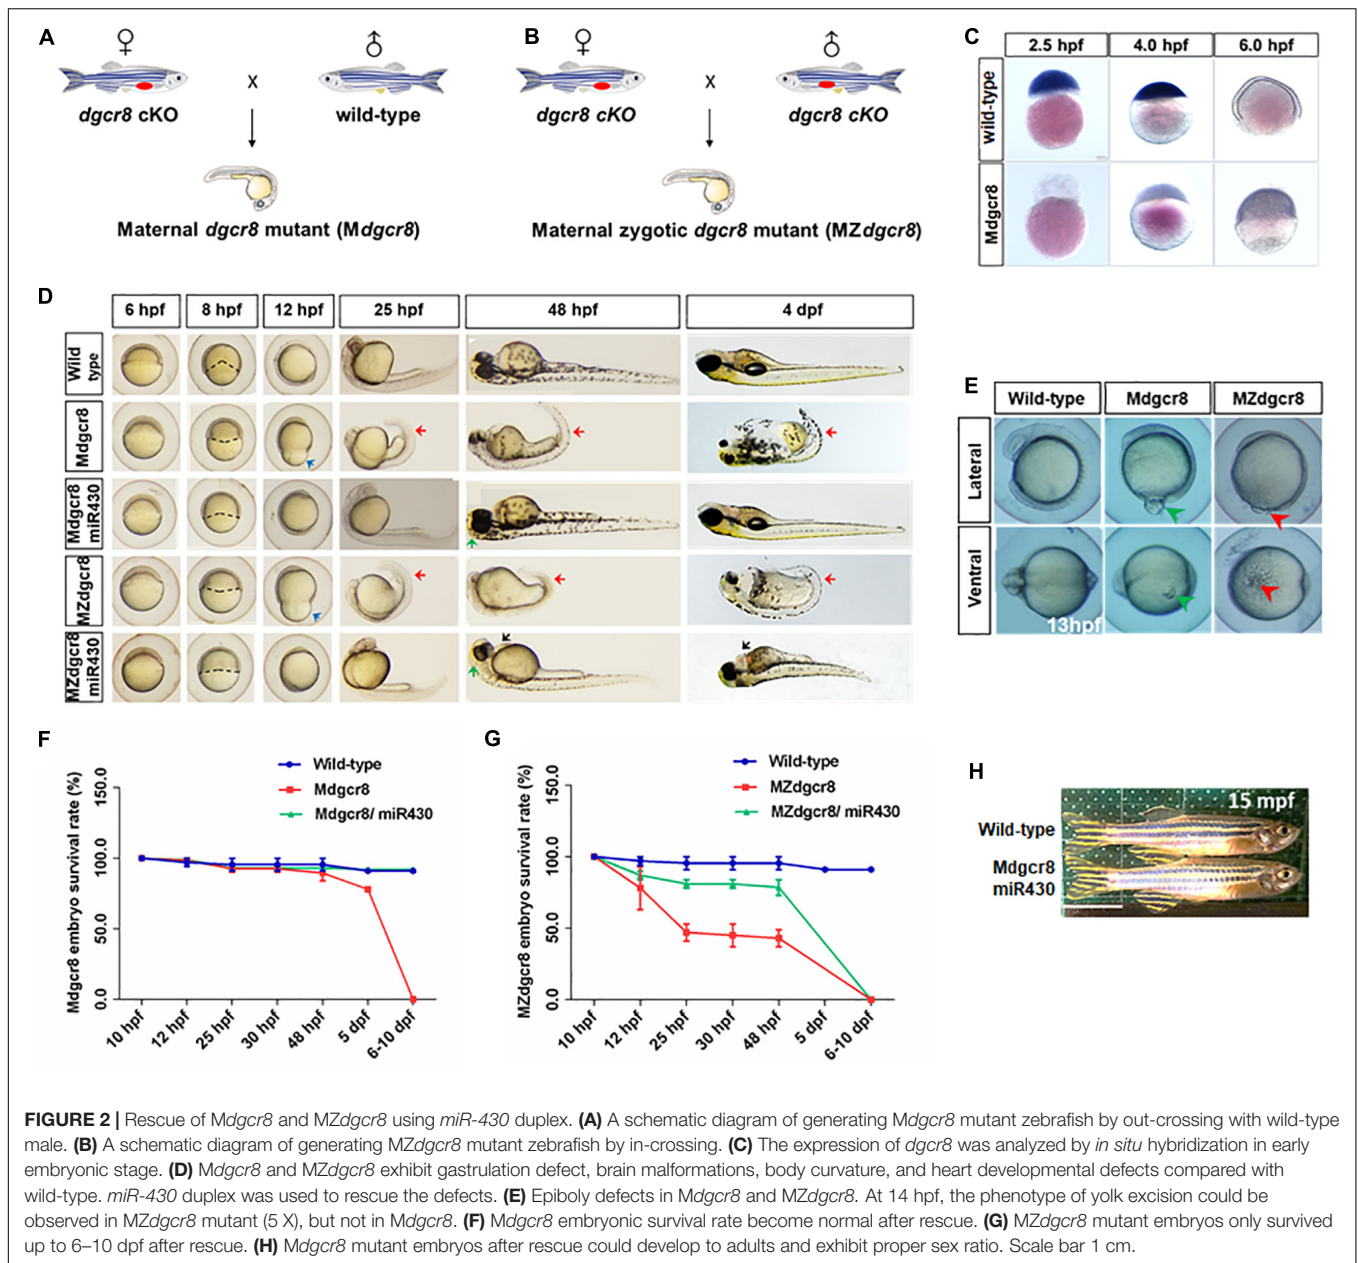 A
♀
♂
X
dgcr8 cKO
wild-type
Maternal dgcr8 mutant (Mdgcr8)
B
♀
♂
X
dgcr8 cKO
dgcr8 cKO
Maternal zygotic dgcr8 mutant (MZdgcr8)
C
2.5 hpf
4.0 hpf
6.0 hpf
wild-type
Mdgcr8
D
6 hpf
8 hpf
12 hpf
25 hpf
48 hpf
4 dpf
Wild
type
Mdgcr8
Mdgcr8
miR430
MZdgcr8
MZdgcr8
miR430
E
Wild-type
Mdgcr8
MZdgcr8
Lateral
Ventral
13hpf
F
Wild-type
Mdgcr8
Mdgcr8/ miR430
Mdgcr8 embryo survival rate (%)
150.0
100.0
50.0
0.0
10 hpf
12 hpf
25 hpf
30 hpf
48 hpf
5 dpf
6-10 dpf
G
Wild-type
MZdgcr8
MZdgcr8/ miR430
MZdgcr8 embryo survival rate (%)
150.0
100.0
50.0
0.0
10 hpf
12 hpf
25 hpf
30 hpf
48 hpf
5 dpf
6-10 dpf
H
15 mpf
Wild-type
Mdgcr8
miR430
FIGURE 2 | Rescue of Mdgcr8 and MZdgcr8 using miR-430 duplex. (A) A schematic diagram of generating Mdgcr8 mutant zebrafish by out-crossing with wild-type
male. (B) A schematic diagram of generating MZdgcr8 mutant zebrafish by in-crossing. (C) The expression of dgcr8 was analyzed by in situ hybridization in early
embryonic stage. (D) Mdgcr8 and MZdgcr8 exhibit gastrulation defect, brain malformations, body curvature, and heart developmental defects compared with
wild-type. miR-430 duplex was used to rescue the defects. (E) Epiboly defects in Mdgcr8 and MZdgcr8. At 14 hpf, the phenotype of yolk excision could be
observed in MZdgcr8 mutant (5 X), but not in Mdgcr8. (F) Mdgcr8 embryonic survival rate become normal after rescue. (G) MZdgcr8 mutant embryos only survived
up to 6–10 dpf after rescue. (H) Mdgcr8 mutant embryos after rescue could develop to adults and exhibit proper sex ratio. Scale bar 1 cm.